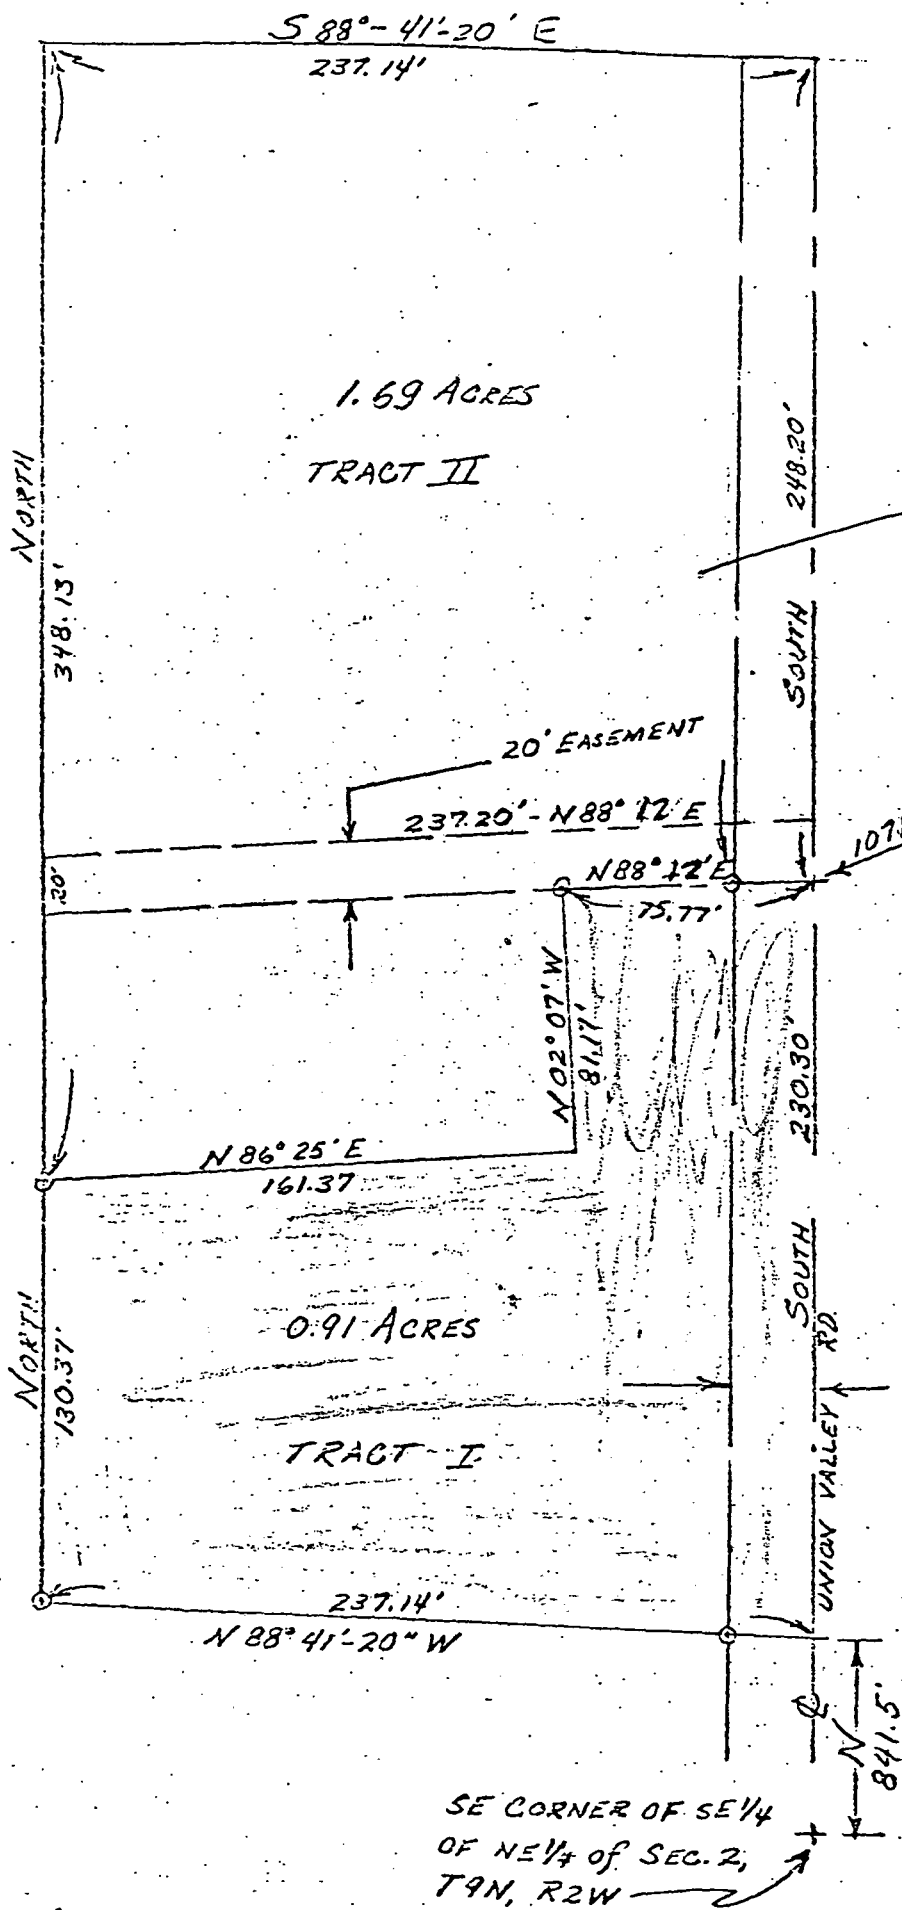 S 88°- 41'-20' E
237.14'
1.69 ACRES
TRACT II
NORTH
348.13'
248.20'
SOUTH
20' EASEMENT
237.20' - N 88° 12' E
20'
N 88° 12' E
75.77'
N 02° 07' W
81.17'
230.30
N 86° 25' E
161.37
SOUTH
NORTH
130.37'
0.91 ACRES
TRACT - I
UNION VALLEY RD.
237.14'
N 88° 41'-20" W
N
841.5'
SE CORNER OF SE 1/4
OF NE 1/4 of SEC. 2,
T9N, R2W